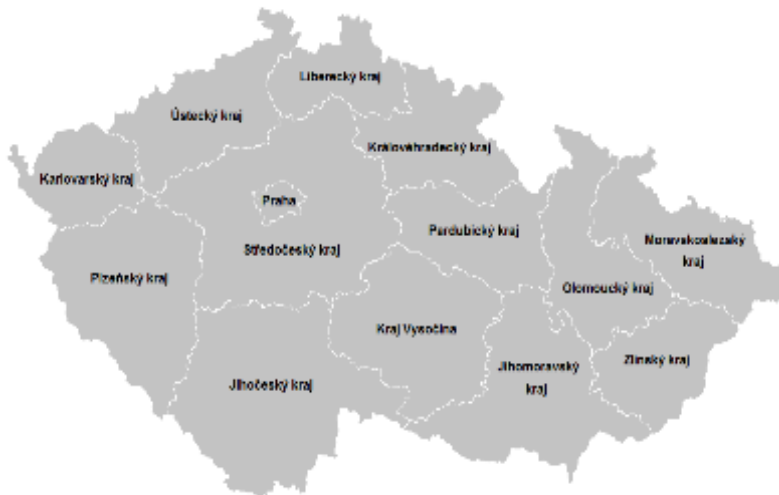 Liberecký kraj
Ústecký kraj
Královéhradecký kraj
Karlovarský kraj
Praha
Pardubický kraj
Středočeský kraj
Moravskoslezský
kraj
Plzeňský kraj
Olomoucký kraj
Kraj Vysočina
Zlínský kraj
Jihomoravský
kraj
Jihočeský kraj